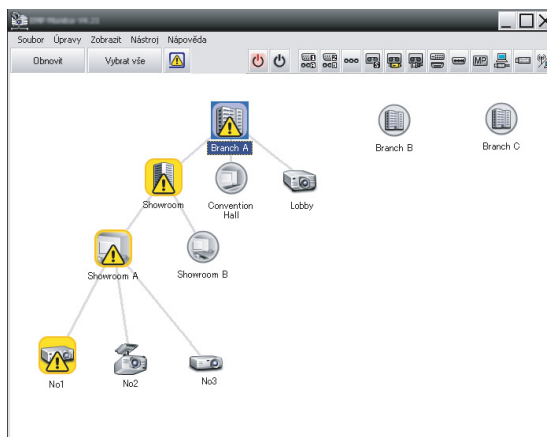 Soubor Úpravy Zobrazit Nástroj Nápověda
Obnovit Vybrat vše
MP
Branch A
Branch B
Branch C
Showroom
Convention
Hall
Lobby
Showroom A
Showroom B
No1
No2
No3